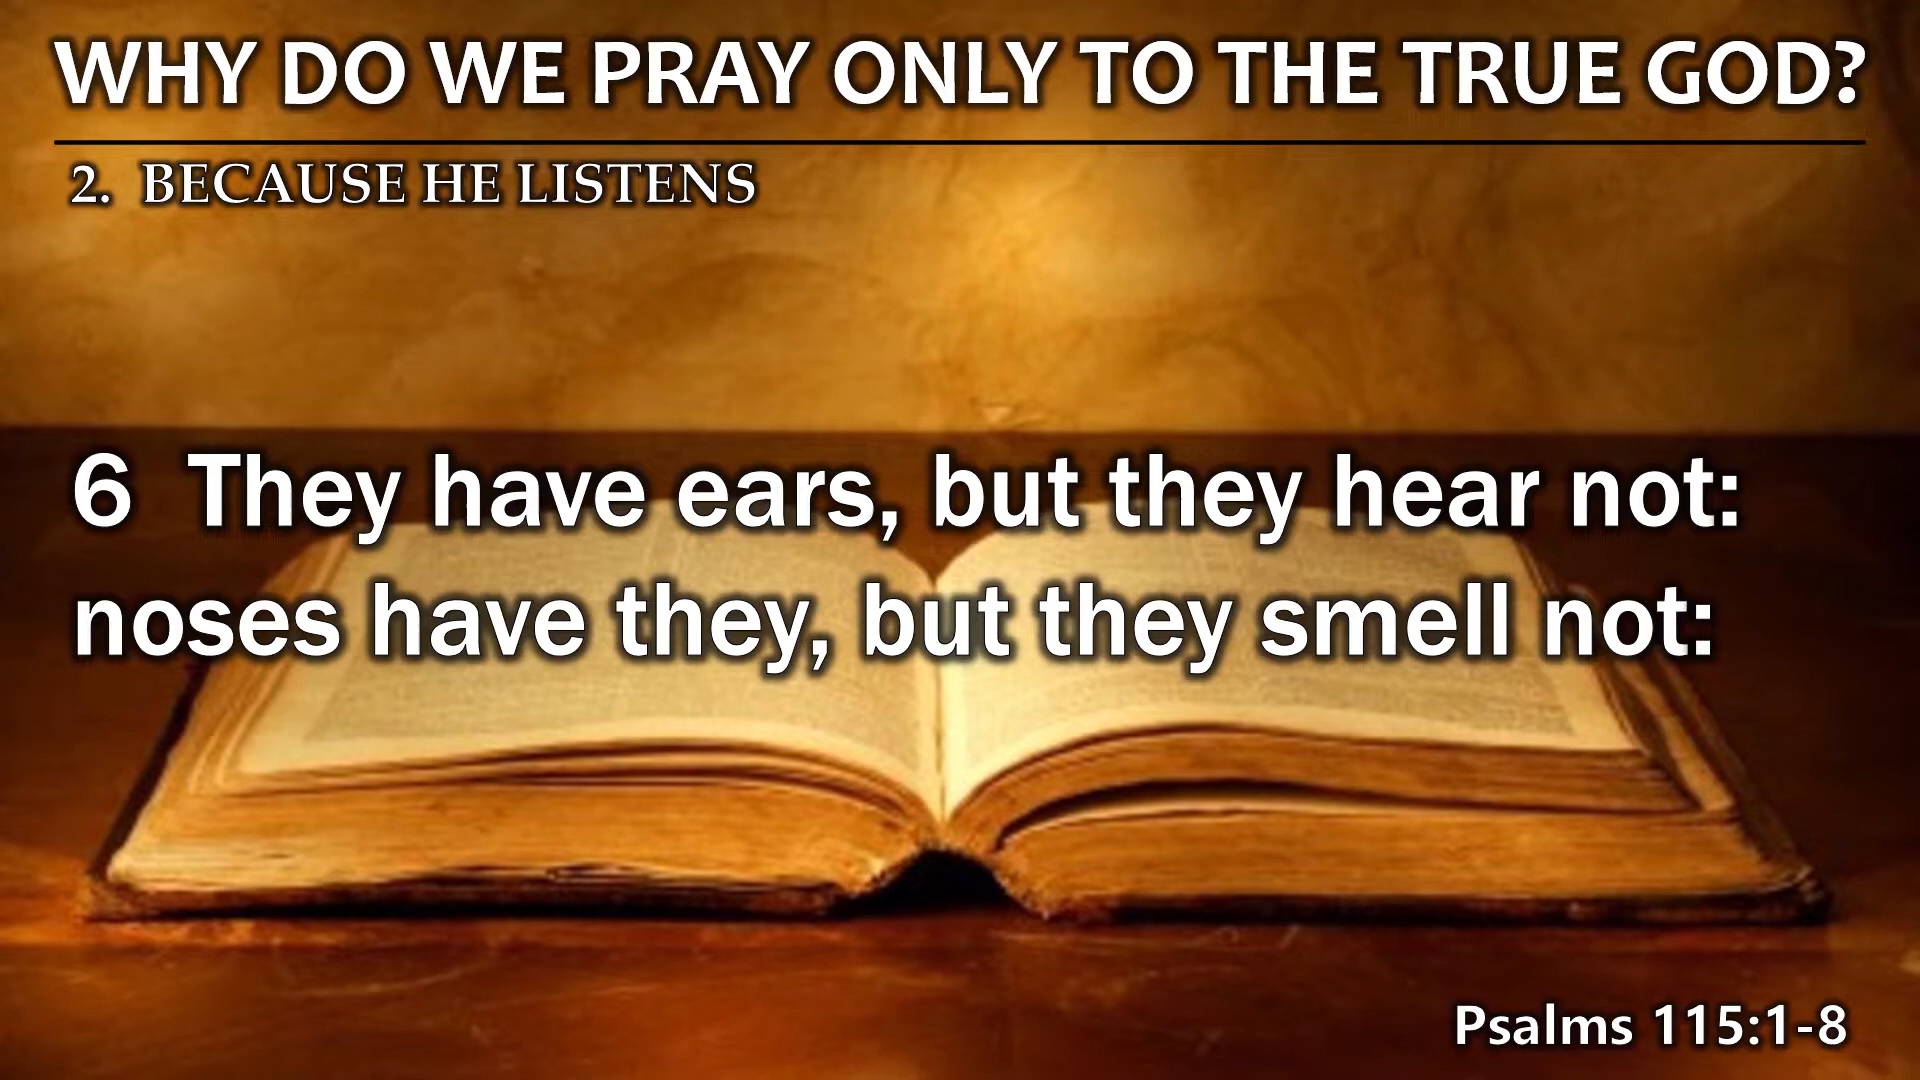 WHY DO WE PRAY ONLY TO THE TRUE GOD?
2. BECAUSE HE LISTENS
6 They have ears, but they hear not:
noses have they, but they smell not:
Psalms 115:1-8